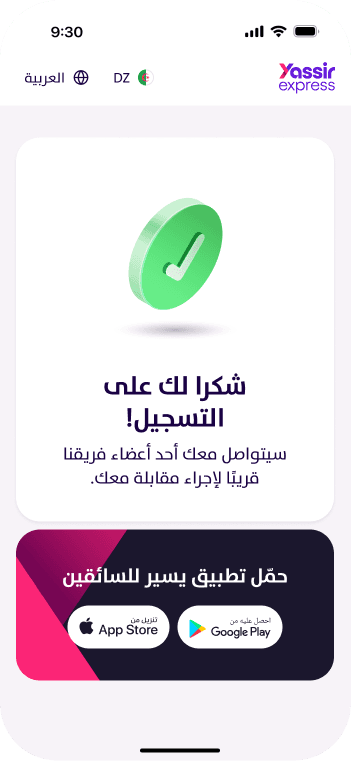 9:30
Yassir
express
DZ
العربية
شكرا لك على
التسجيل!
سيتواصل معك أحد أعضاء فريقنا
قريبًا لإجراء مقابلة معك.
حمّل تطبيق يسير للسائقين
احصل عليه من
Google Play
تنزيل من
App Store